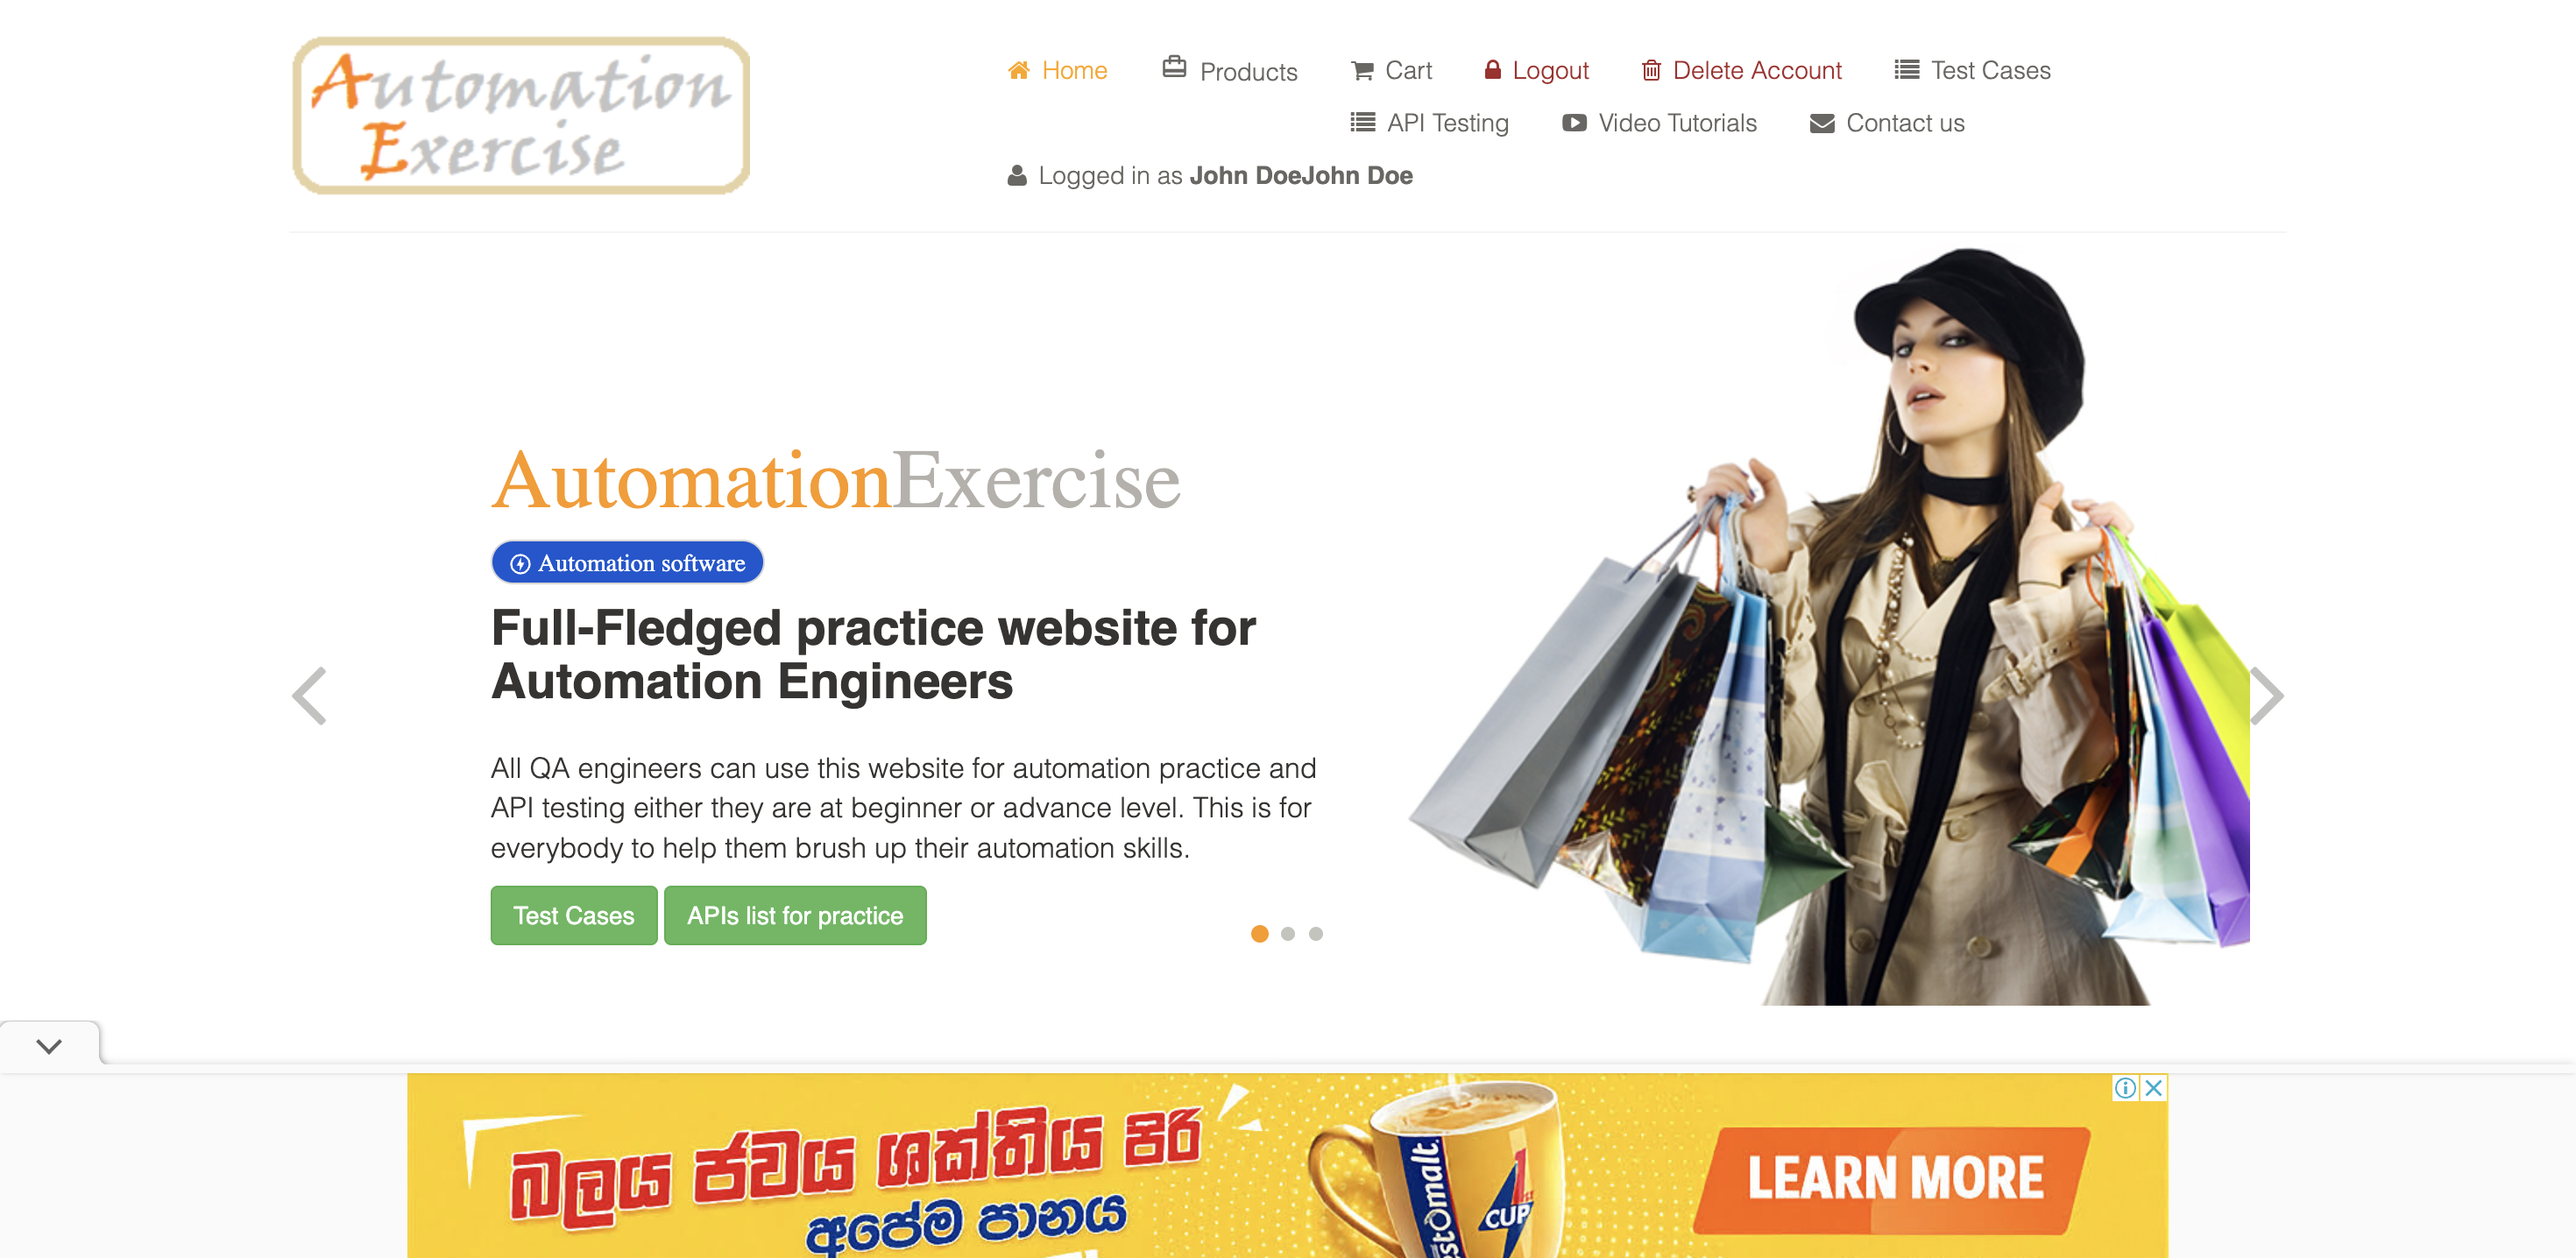 Automation
Exercise
Home Products Cart Logout Delete Account Test Cases
API Testing Video Tutorials Contact us
Logged in as John DoeJohn Doe
AutomationExercise
Automation software
Full-Fledged practice website for
Automation Engineers
All QA engineers can use this website for automation practice and
API testing either they are at beginner or advance level. This is for
everybody to help them brush up their automation skills.
Test Cases APIs list for practice
බලය ජවය ශක්තිය පිරි
අපේම පානය
1
CUP
LEARN MORE